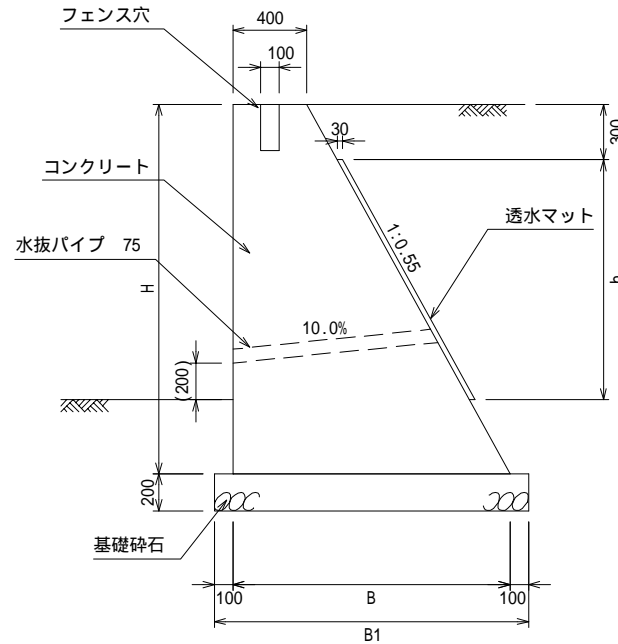 フェンス穴
400
100
30
300
コンクリート
透水マット
水抜パイプ 75
1:0.55
H
h
10.0%
(200)
200
基礎砕石
100
B
100
B1